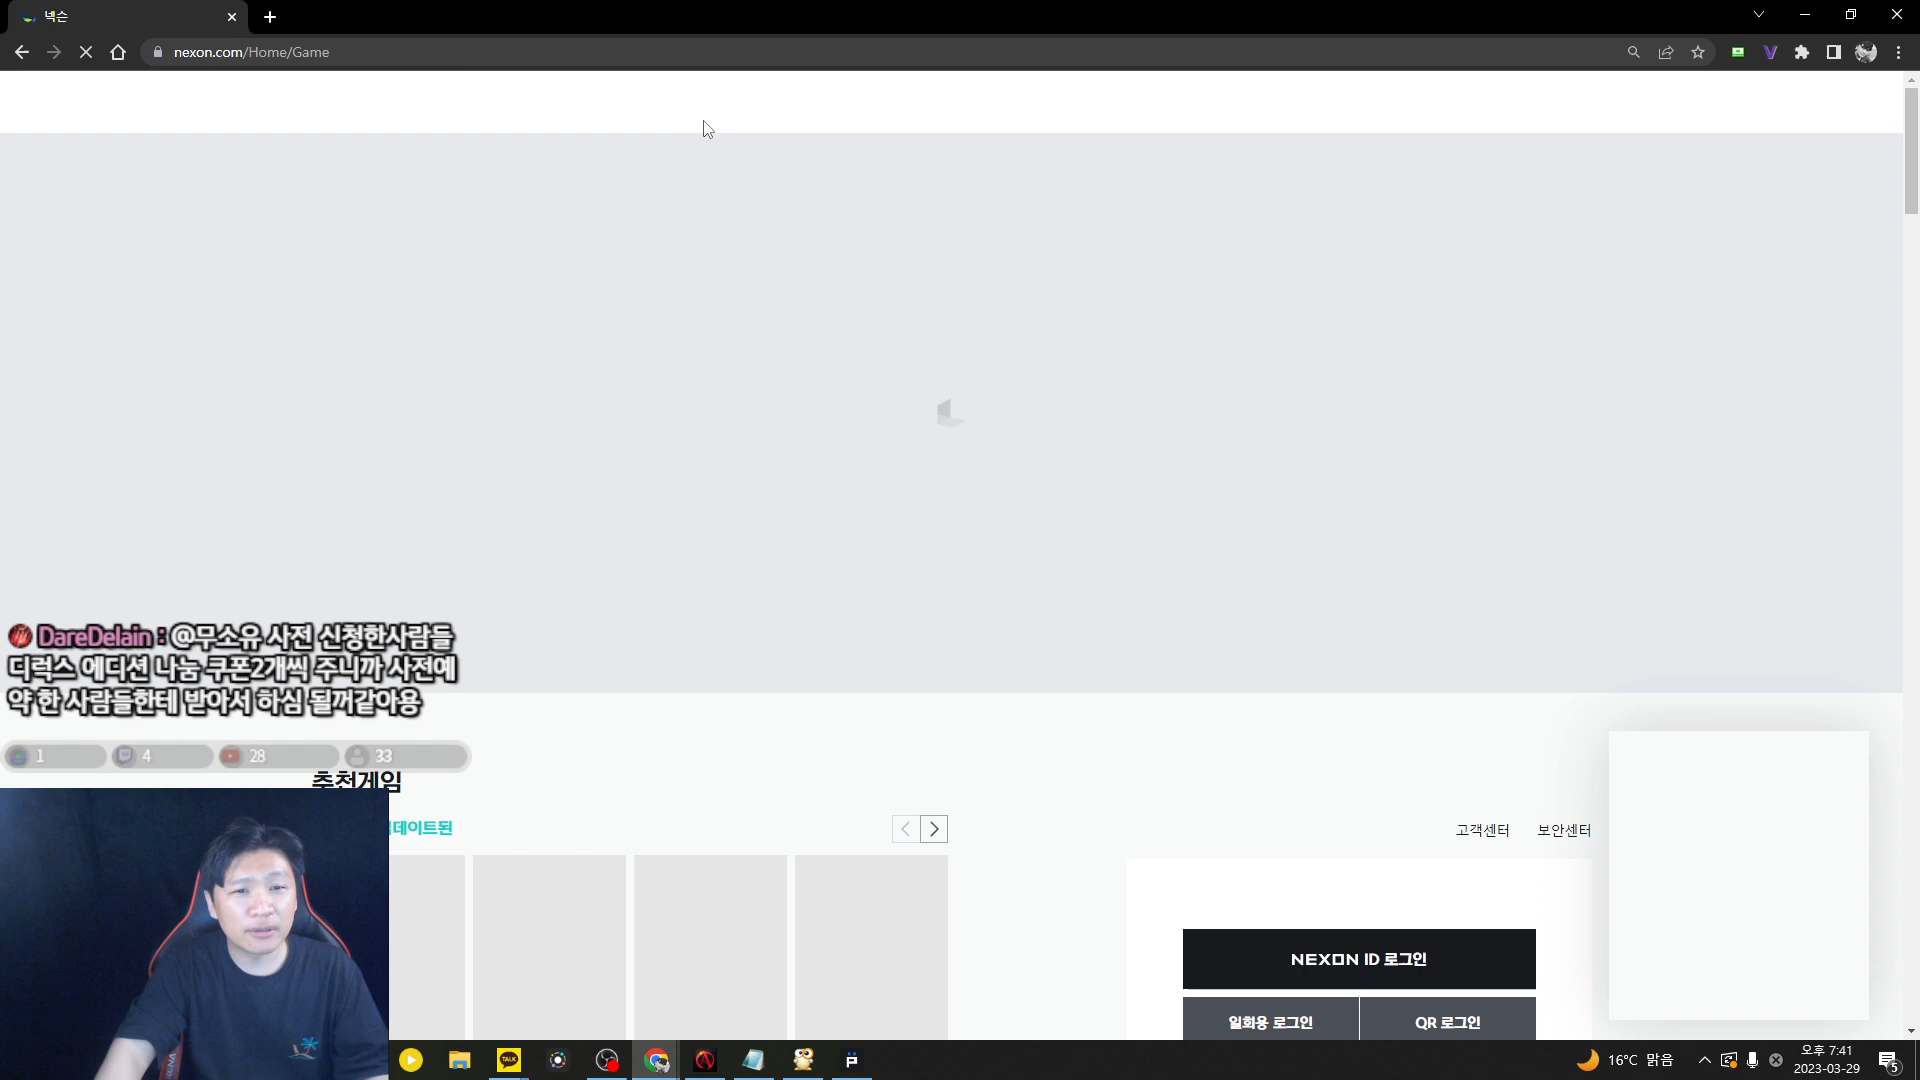 넥슨
nexon.com/Home/Game
DareDelain : @무소유 사전 신청한사람들
디럭스 에디션 나눔 쿠폰2개씩 주니까 사전예
약 한 사람들한테 받아서 하심 될꺼같아용
1 4 28 33
추천게임
데이트된
고객센터 보안센터
NEXON ID 로그인
일회용 로그인 QR 로그인
TALK
16°C 맑음
오후 7:41
2023-03-29
5